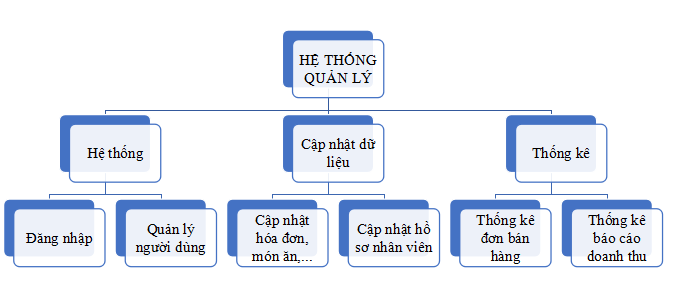 HỆ THỐNG
QUẢN LÝ
Hệ thống
Cập nhật dữ
liệu
Thống kê
Đăng nhập
Quản lý
người dùng
Cập nhật
hóa đơn,
món ăn,...
Cập nhật hồ
sơ nhân viên
Thống kê
đơn bán
hàng
Thống kê
báo cáo
doanh thu